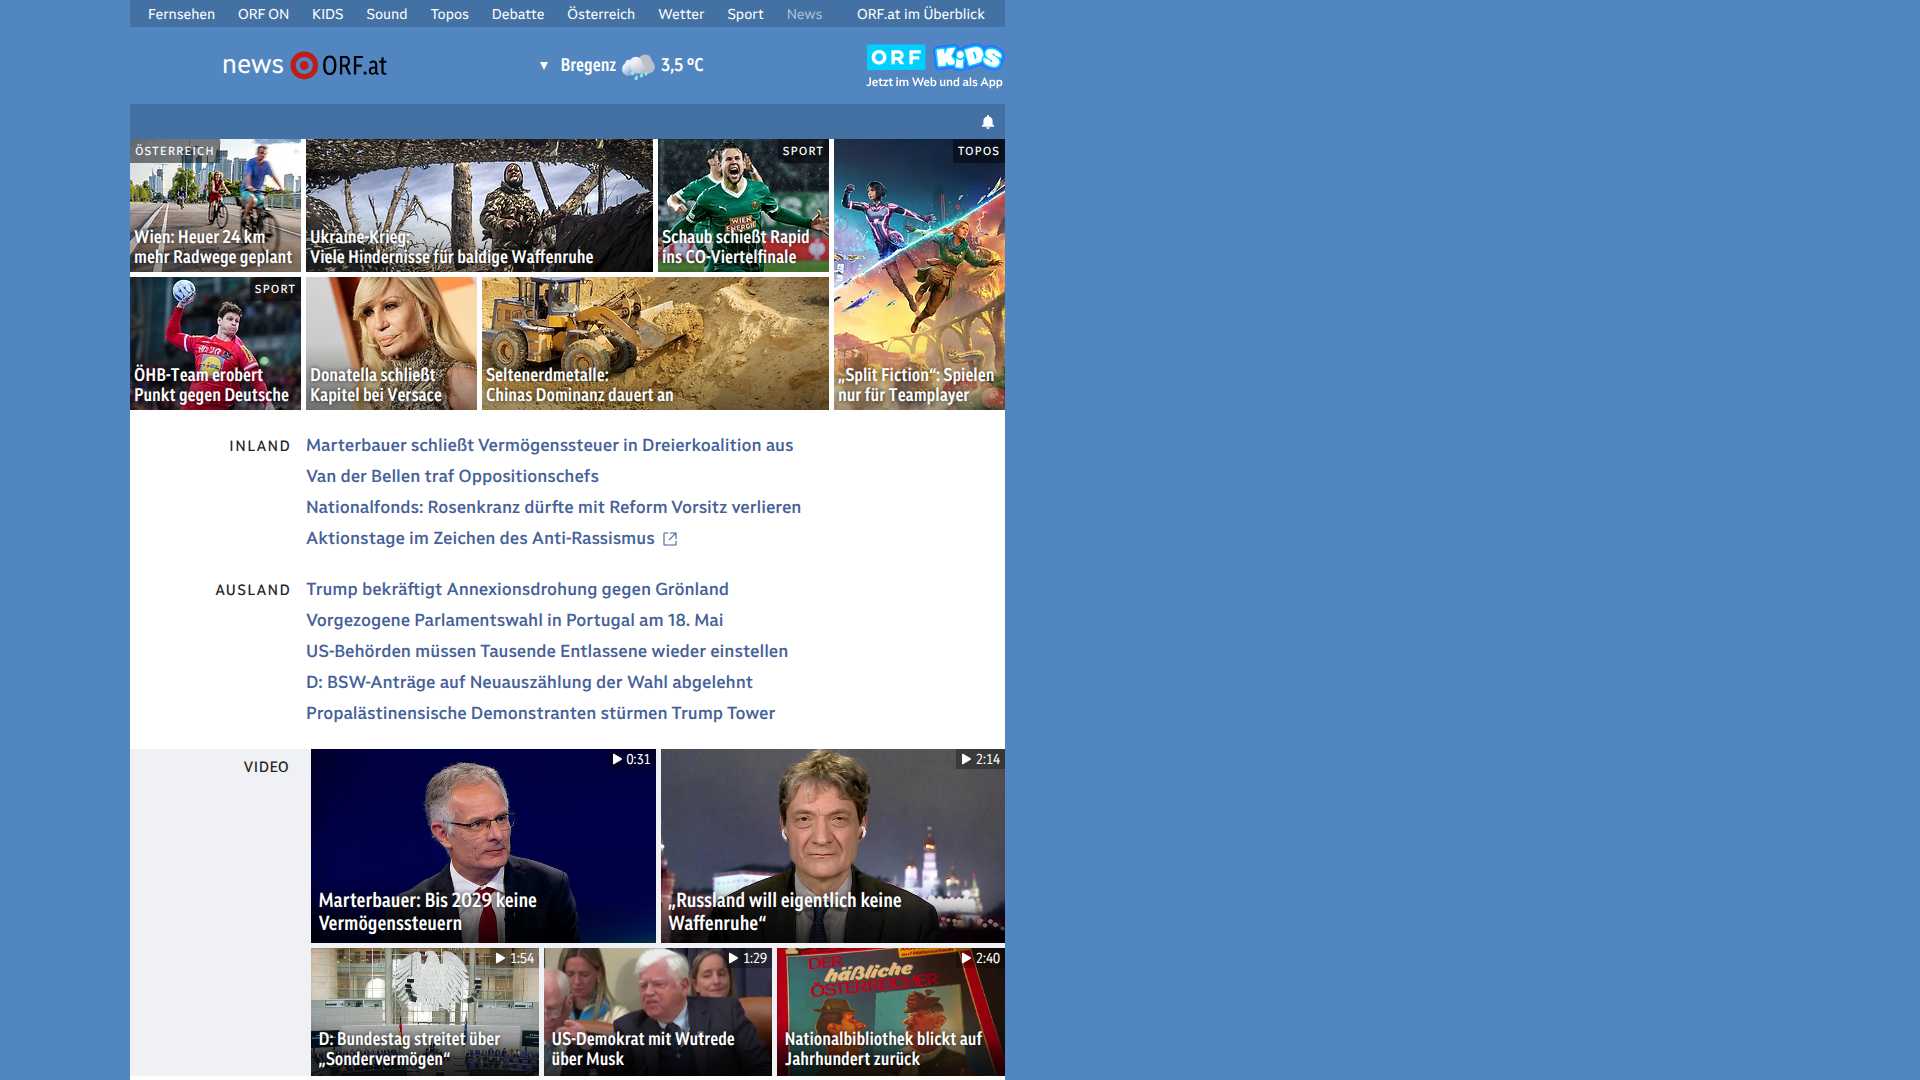 Fernsehen ORF ON KIDS Sound Topos Debatte Österreich Wetter Sport News ORF.at im Überblick
news ORF.at
Bregenz 3,5 °C
ORF KiDS
Jetzt im Web und als App
ÖSTERREICH
Wien: Heuer 24 km
mehr Radwege geplant
Ukraine-Krieg:
Viele Hindernisse für baldige Waffenruhe
SPORT
WIEN
ENERGIE
Schaub schießt Rapid
ins CO-Viertelfinale
TOPOS
„Split Fiction“: Spielen
nur für Teamplayer
SPORT
ÖHB-Team erobert
Punkt gegen Deutsche
Donatella schließt
Kapitel bei Versace
Seltenerdmetalle:
Chinas Dominanz dauert an
INLAND
Marterbauer schließt Vermögenssteuer in Dreierkoalition aus
Van der Bellen traf Oppositionschefs
Nationalfonds: Rosenkranz dürfte mit Reform Vorsitz verlieren
Aktionstage im Zeichen des Anti-Rassismus
AUSLAND
Trump bekräftigt Annexionsdrohung gegen Grönland
Vorgezogene Parlamentswahl in Portugal am 18. Mai
US-Behörden müssen Tausende Entlassene wieder einstellen
D: BSW-Anträge auf Neuauszählung der Wahl abgelehnt
Propalästinensische Demonstranten stürmen Trump Tower
VIDEO
0:31
Marterbauer: Bis 2029 keine
Vermögenssteuern
2:14
„Russland will eigentlich keine
Waffenruhe“
1:54
D: Bundestag streitet über
„Sondervermögen“
1:29
US-Demokrat mit Wutrede
über Musk
2:40
DER
häßliche
ÖSTERREICHER
Nationalbibliothek blickt auf
Jahrhundert zurück